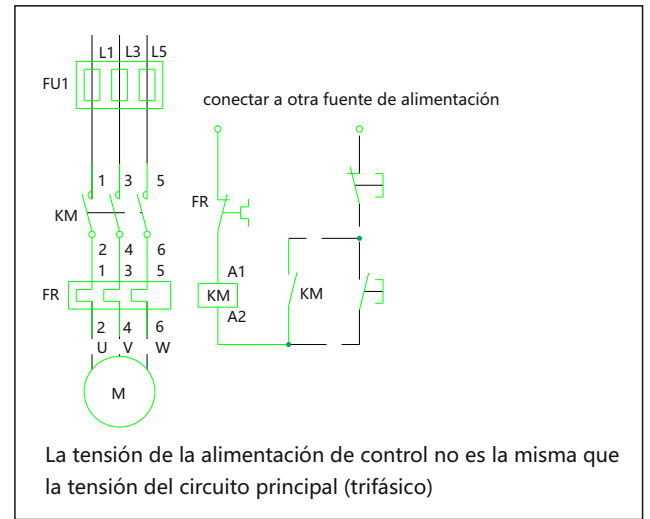 L1 L3 L5
FU1
conectar a otra fuente de alimentación
1 3 5
FR
KM
2 4 6
A1
1 3 5
KM
KM
FR
A2
2 4 6
U V W
M
La tensión de la alimentación de control no es la misma que
la tensión del circuito principal (trifásico)